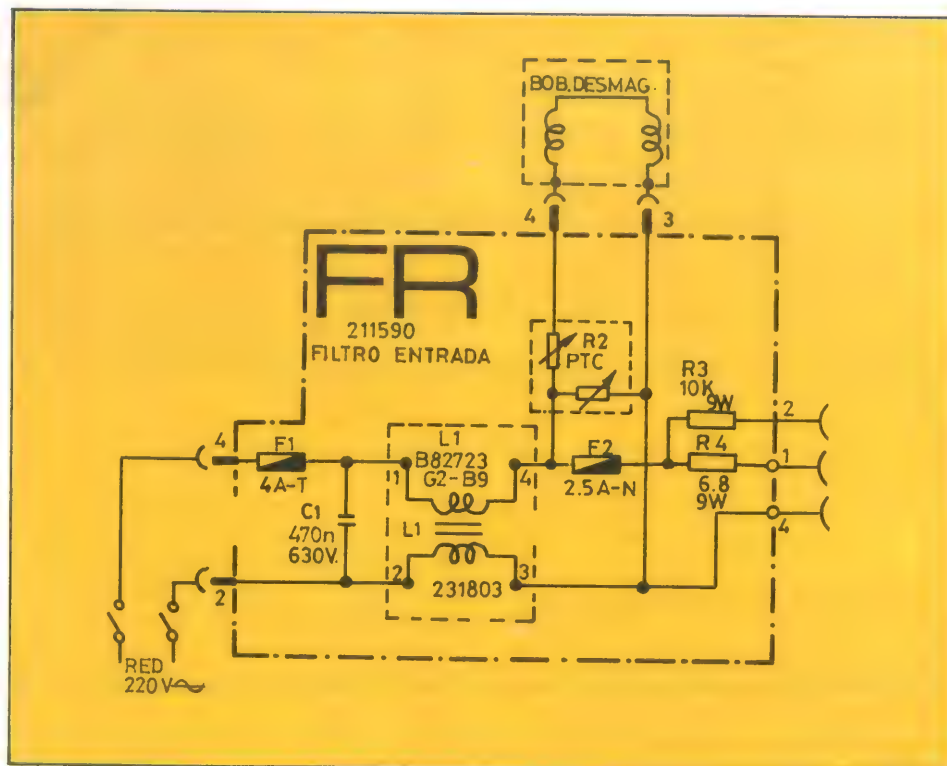 BOB.DESMAG.
4
3
FR
211590
FILTRO ENTRADA
R2
PTC
R3
10K
9W
2
4
F1
4A-T
L1
B82723
G2-B9
1
4
F2
2.5A-N
R4
6.8
9W
1
C1
470n
630V.
L1
4
2
2
3
231803
RED
220V~